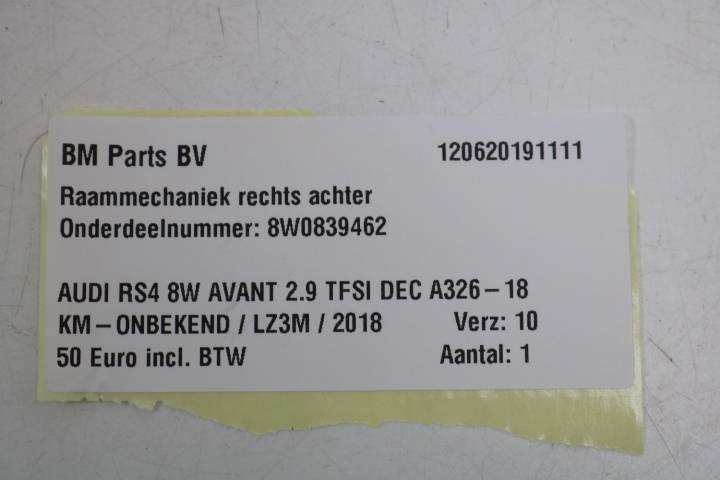 BM Parts BV 120620191111
Raammechaniek rechts achter
Onderdeelnummer: 8W0839462
AUDI RS4 8W AVANT 2.9 TFSI DEC A326-18
KM-ONBEKEND / LZ3M / 2018 Verz: 10
50 Euro incl. BTW Aantal: 1